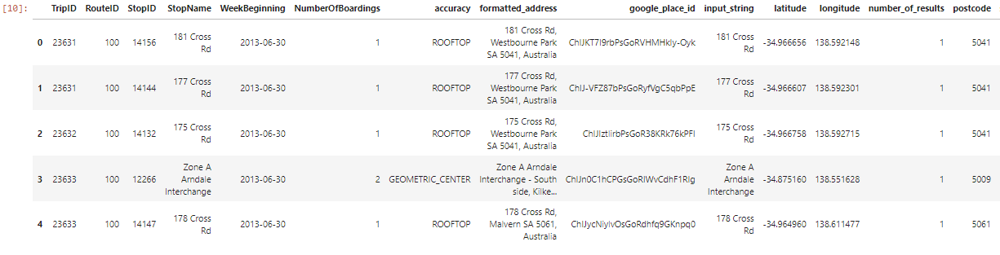 [10]: TripID RouteID StopID StopName WeekBeginning NumberOfBoardings accuracy formatted_address google_place_id input_string latitude longitude number_of_results postcode
0 23631 100 14156 181 Cross Rd 2013-06-30 1 ROOFTOP 181 Cross Rd, Westbourne Park SA 5041, Australia 181 Cross Rd -34.966656 138.592148 1 5041
1 23631 100 14144 177 Cross Rd 2013-06-30 1 ROOFTOP 177 Cross Rd, Westbourne Park SA 5041, Australia ChIJ-VFZ87bPsGoRyfVgC5qbPpE 177 Cross Rd -34.966607 138.592301 1 5041
2 23632 100 14132 175 Cross Rd 2013-06-30 1 ROOFTOP 175 Cross Rd, Westbourne Park SA 5041, Australia 175 Cross Rd -34.966758 138.592715 1 5041
3 23633 100 12266 Zone A Arndale Interchange 2013-06-30 2 GEOMETRIC_CENTER Zone A Arndale Interchange - South side, Kilke... Zone A Arndale Interchange -34.875160 138.551628 1 5009
4 23633 100 14147 178 Cross Rd 2013-06-30 1 ROOFTOP 178 Cross Rd, Malvern SA 5061, Australia 178 Cross Rd -34.964960 138.611477 1 5061